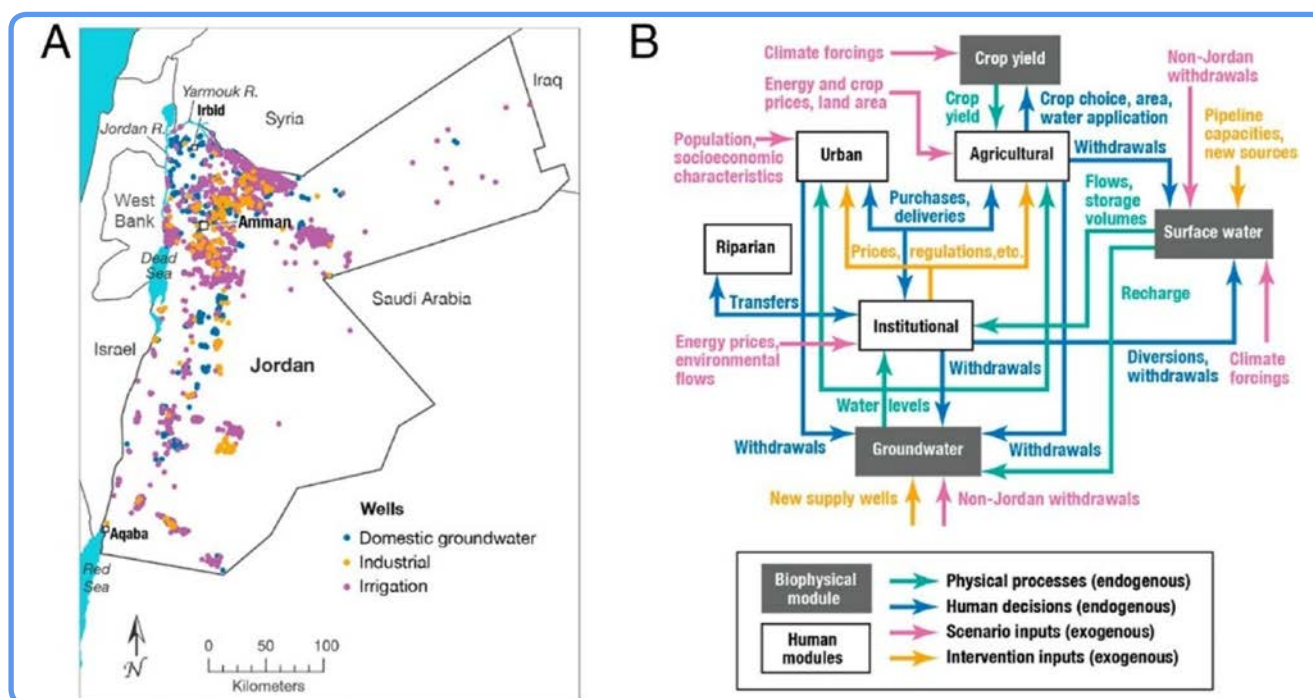 A
Iraq
Yarmouk R.
Irbid
Syria
Jordan R.
West
Bank
Amman
Dead
Sea
Saudi Arabia
Israel
Jordan
Wells
Domestic groundwater
Industrial
Irrigation
Aqaba
Red
Sea
N
0 50 100
Kilometers
B
Climate forcings
Crop yield
Non-Jordan
withdrawals
Energy and crop
prices, land area
Crop
yield
Crop choice, area,
water application
Pipeline
capacities,
new sources
Population,
socioeconomic
characteristics
Urban
Agricultural
Withdrawals
Flows,
storage
volumes
Purchases,
deliveries
Surface water
Riparian
Prices, regulations,etc.
Transfers
Recharge
Institutional
Energy prices,
environmental
flows
Withdrawals
Diversions,
withdrawals
Climate
forcings
Water levels
Withdrawals
Groundwater
Withdrawals
New supply wells
Non-Jordan withdrawals
Biophysical
module
Human
modules
Physical processes (endogenous)
Human decisions (endogenous)
Scenario inputs (exogenous)
Intervention inputs (exogenous)